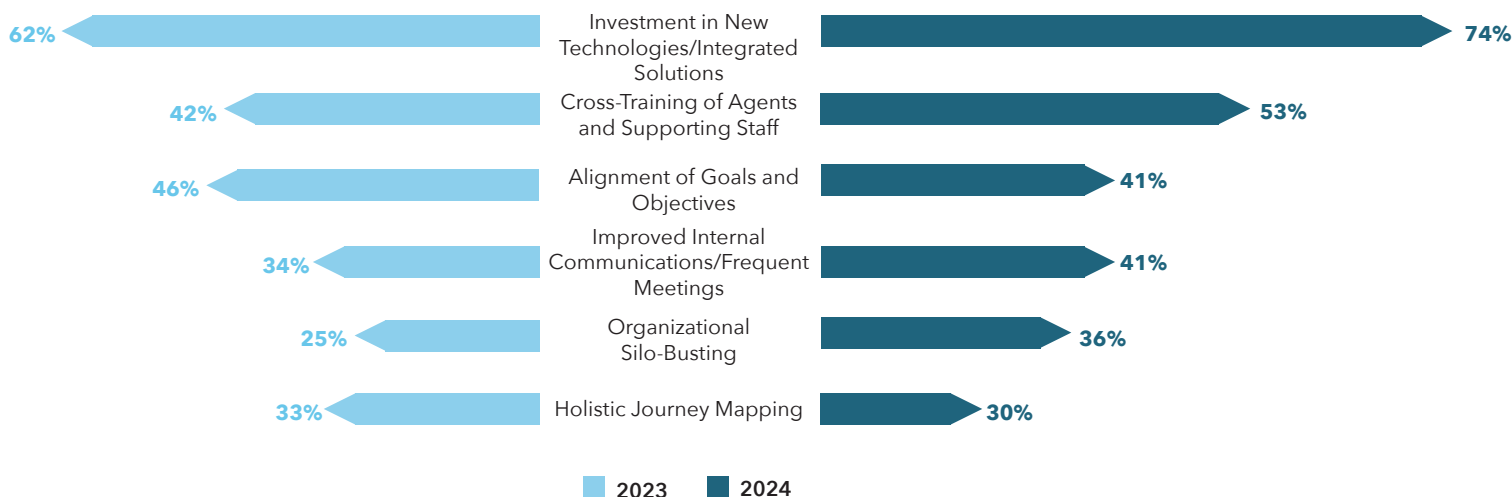 62%
Investment in New
Technologies/Integrated
Solutions
74%
42%
Cross-Training of Agents
and Supporting Staff
53%
46%
Alignment of Goals and
Objectives
41%
34%
Improved Internal
Communications/Frequent
Meetings
41%
25%
Organizational
Silo-Busting
36%
33%
Holistic Journey Mapping
30%
2023
2024